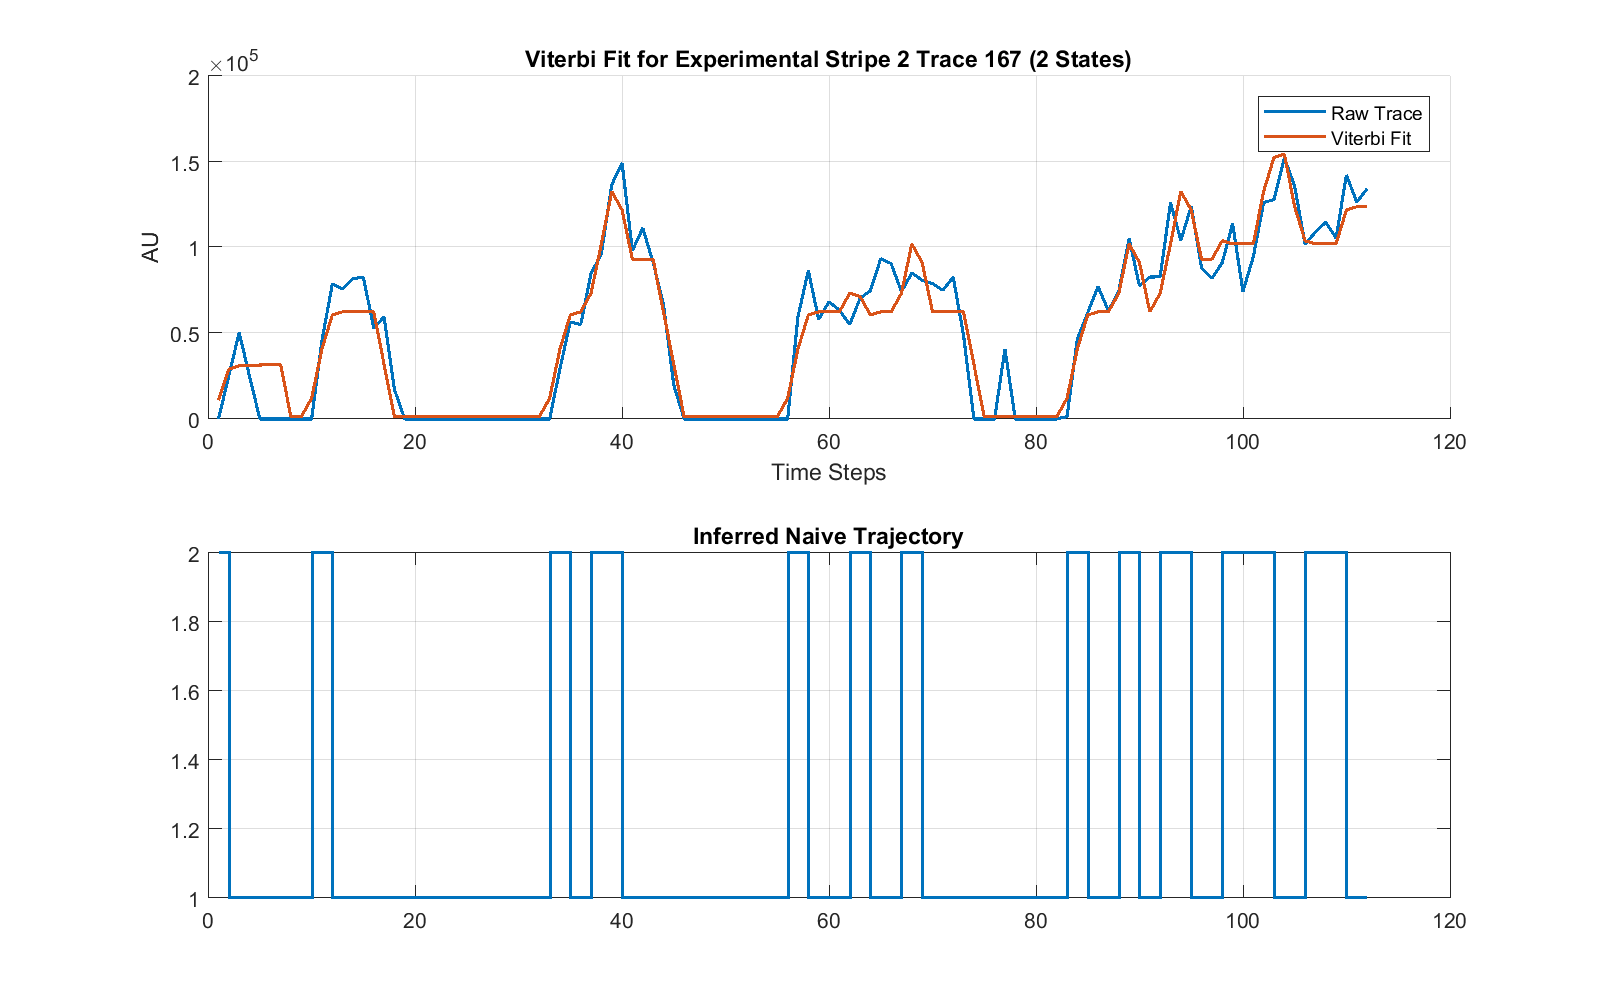 Viterbi Fit for Experimental Stripe 2 Trace 167 (2 States)
×10⁵
2
1.5
1
0.5
0
AU
Raw Trace
Viterbi Fit
0 20 40 60 80 100 120
Time Steps
Inferred Naive Trajectory
2
1.8
1.6
1.4
1.2
1
0 20 40 60 80 100 120